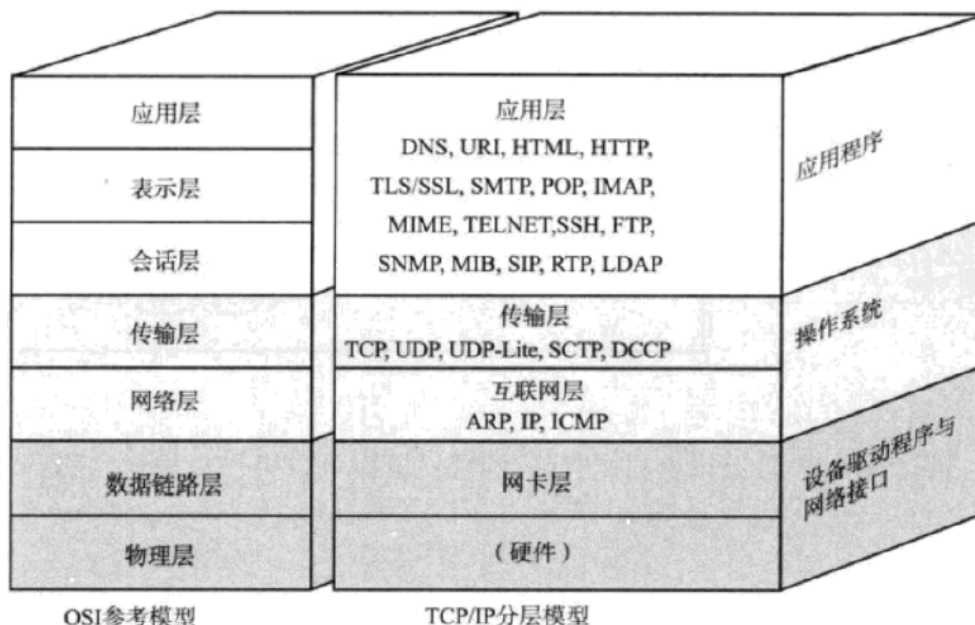 应用层
表示层
会话层
传输层
网络层
数据链路层
物理层
OSI参考模型
应用层
DNS, URI, HTML, HTTP,
TLS/SSL, SMTP, POP, IMAP,
MIME, TELNET,SSH, FTP,
SNMP, MIB, SIP, RTP, LDAP
传输层
TCP, UDP, UDP-Lite, SCTP, DCCP
互联网层
ARP, IP, ICMP
网卡层
（硬件）
TCP/IP分层模型
应用程序
操作系统
设备驱动程序与
网络接口